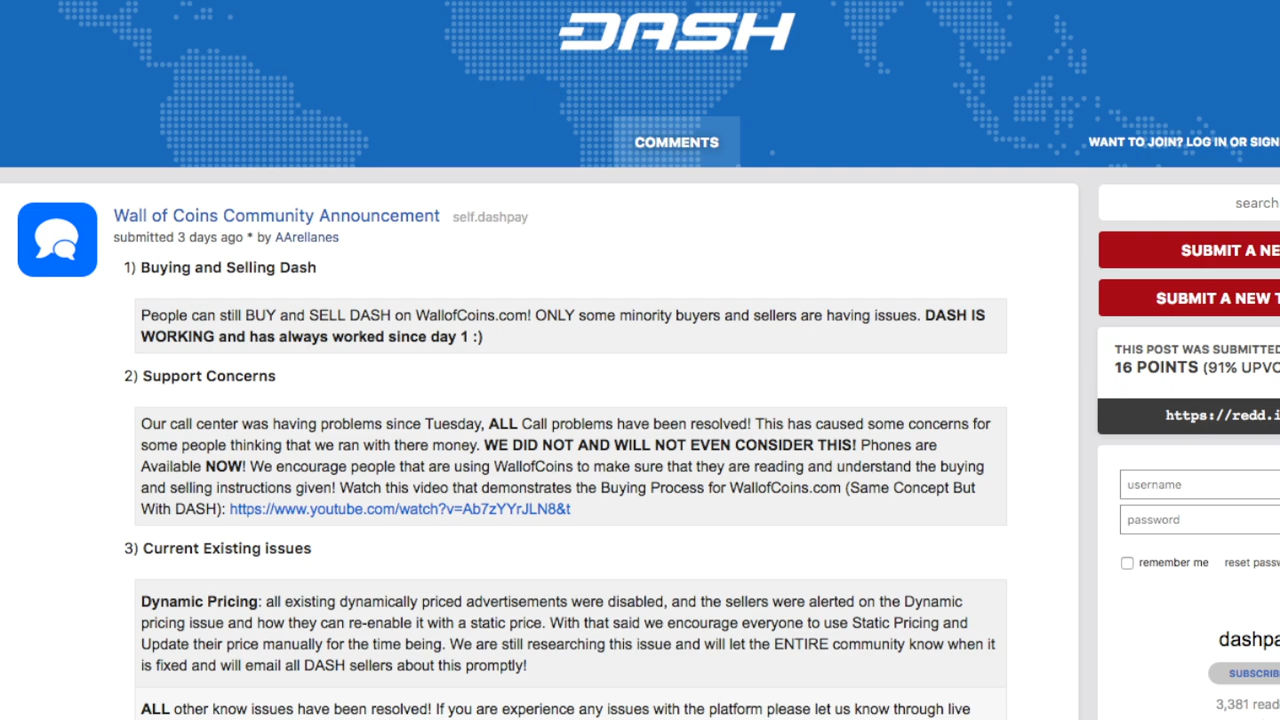 DASH
COMMENTS
WANT TO JOIN? LOG IN OR SIGN
Wall of Coins Community Announcement self.dashpay
submitted 3 days ago * by AArellanes
1) Buying and Selling Dash
People can still BUY and SELL DASH on WallofCoins.com! ONLY some minority buyers and sellers are having issues. DASH IS
WORKING and has always worked since day 1 :)
2) Support Concerns
Our call center was having problems since Tuesday, ALL Call problems have been resolved! This has caused some concerns for
some people thinking that we ran with there money. WE DID NOT AND WILL NOT EVEN CONSIDER THIS! Phones are
Available NOW! We encourage people that are using WallofCoins to make sure that they are reading and understand the buying
and selling instructions given! Watch this video that demonstrates the Buying Process for WallofCoins.com (Same Concept But
With DASH): https://www.youtube.com/watch?v=Ab7zYYrJLN8&t
3) Current Existing issues
Dynamic Pricing: all existing dynamically priced advertisements were disabled, and the sellers were alerted on the Dynamic
pricing issue and how they can re-enable it with a static price. With that said we encourage everyone to use Static Pricing and
Update their price manually for the time being. We are still researching this issue and will let the ENTIRE community know when it
is fixed and will email all DASH sellers about this promptly!
ALL other know issues have been resolved! If you are experience any issues with the platform please let us know through live
search
SUBMIT A NE
SUBMIT A NEW T
THIS POST WAS SUBMITTED
16 POINTS (91% UPVO
https://redd.i
username
password
remember me reset passw
dashpa
SUBSCRIB
3,381 read